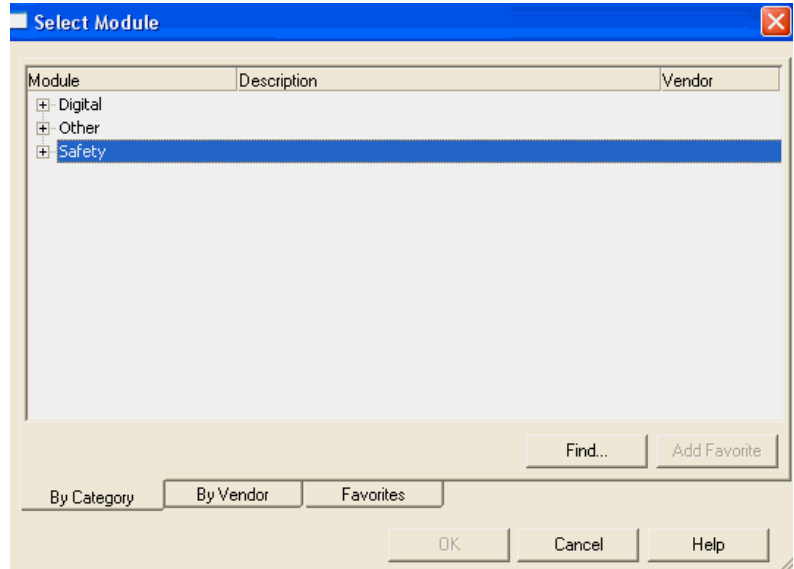 Select Module
Module Description Vendor
Digital
Other
Safety
Find... Add Favorite
By Category By Vendor Favorites
OK Cancel Help